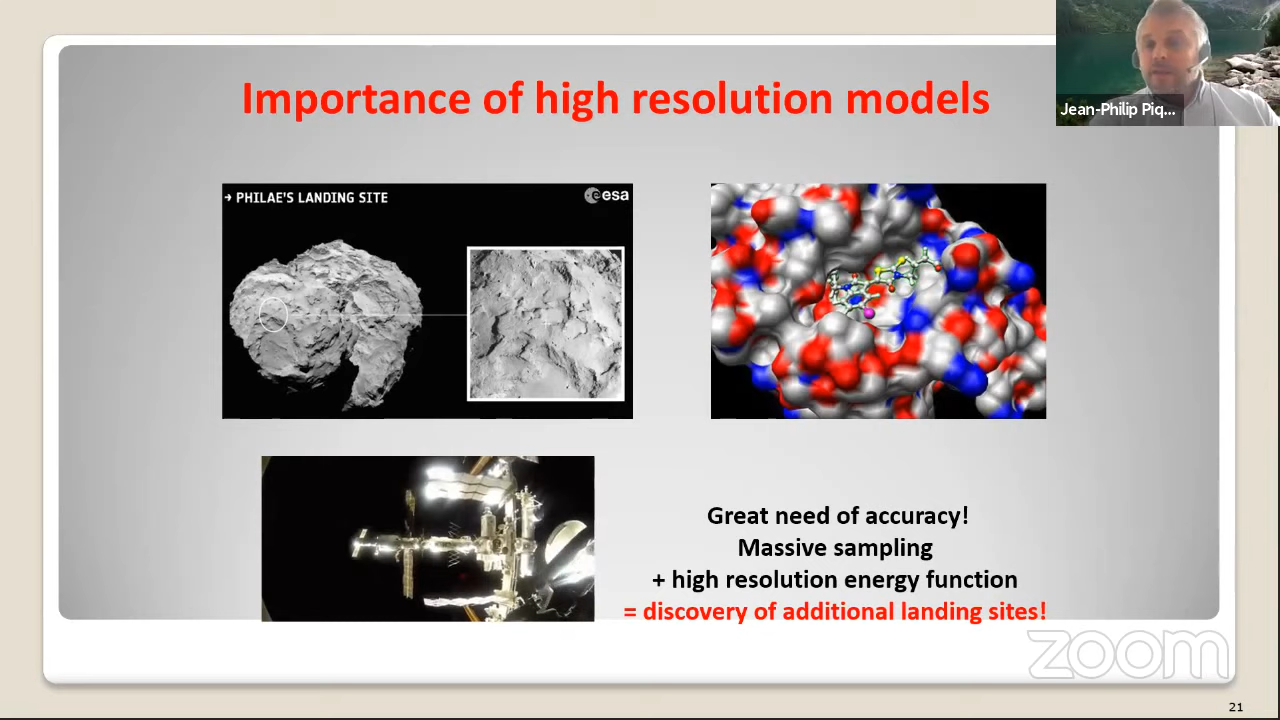 Importance of high resolution models
Jean-Philip Piq...
→ PHILAE'S LANDING SITE
esa
Great need of accuracy!
Massive sampling
+ high resolution energy function
= discovery of additional landing sites!
zoom
21